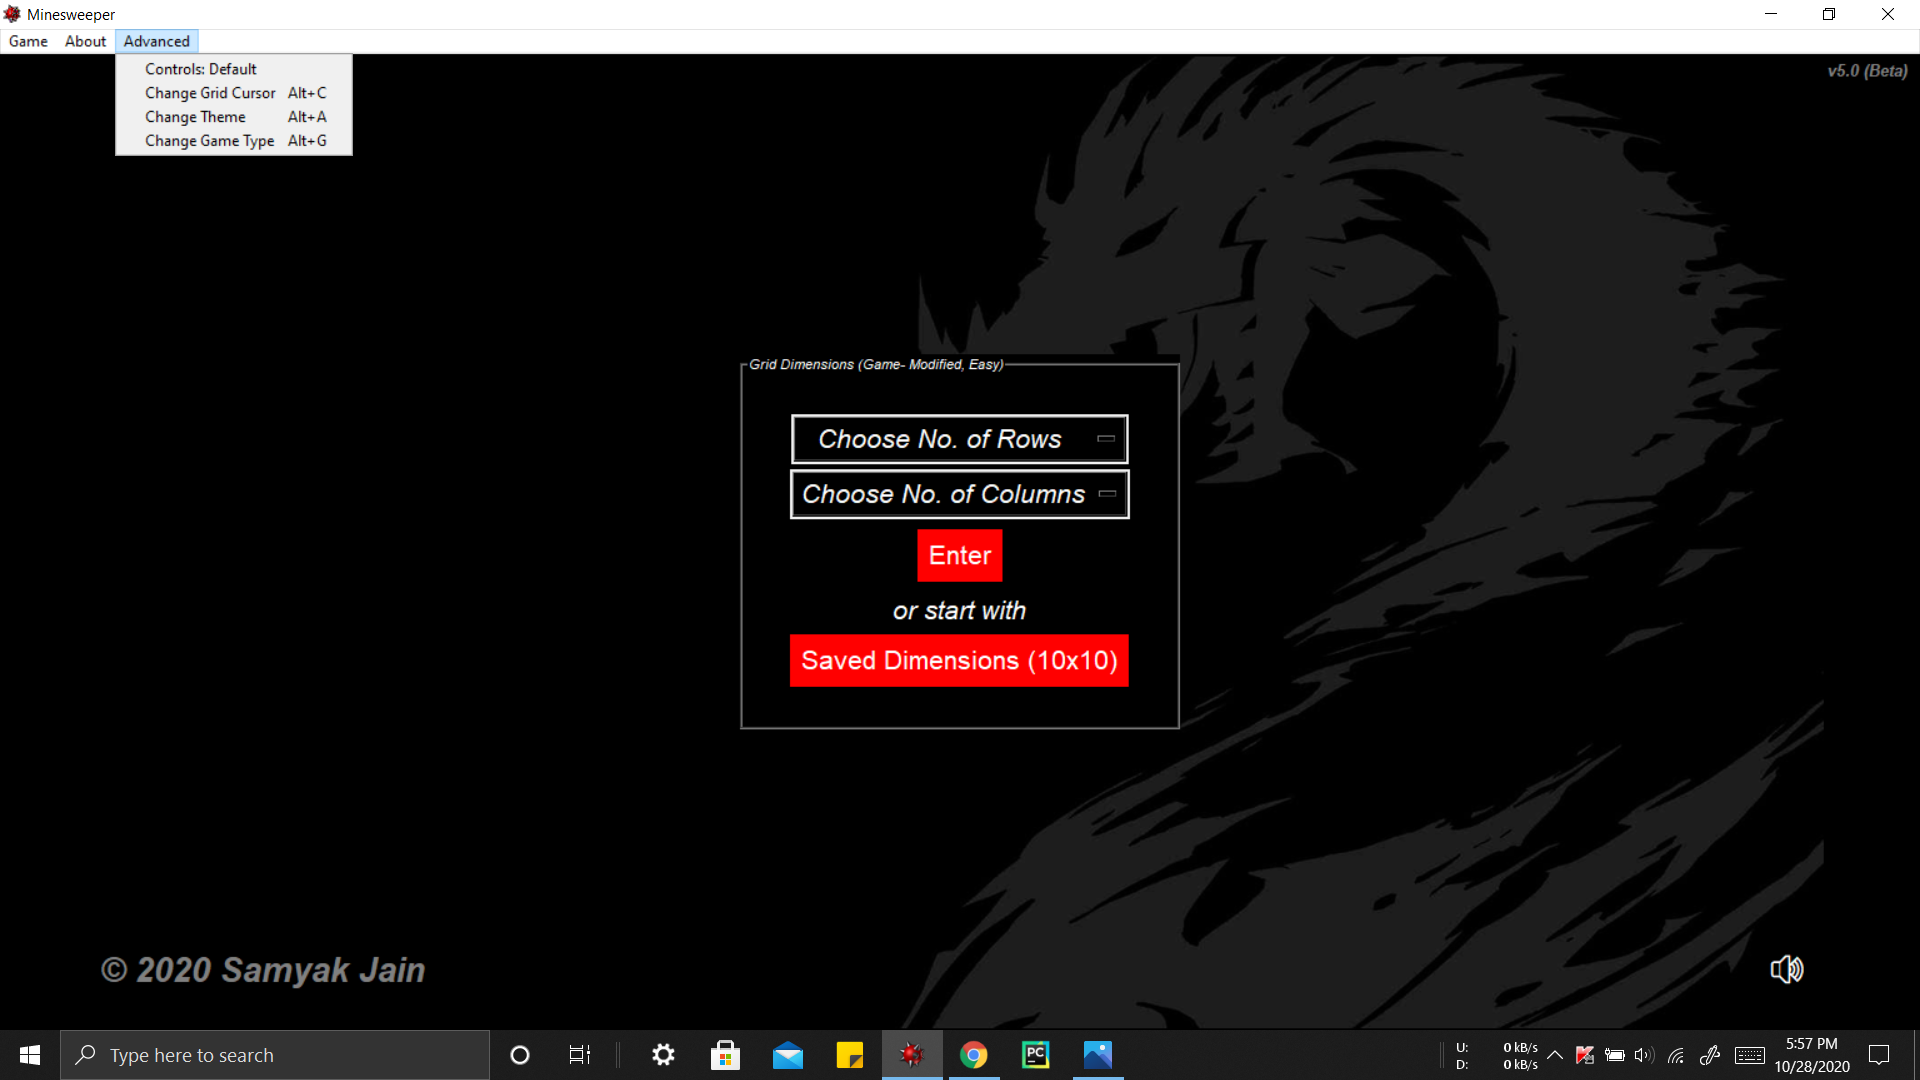 Minesweeper
Game About Advanced
Controls: Default
Change Grid Cursor Alt+C
Change Theme Alt+A
Change Game Type Alt+G
v5.0 (Beta)
Grid Dimensions (Game- Modified, Easy)
Choose No. of Rows
Choose No. of Columns
Enter
or start with
Saved Dimensions (10x10)
© 2020 Samyak Jain
Type here to search
PC
U: 0 kB/s
D: 0 kB/s
5:57 PM
10/28/2020